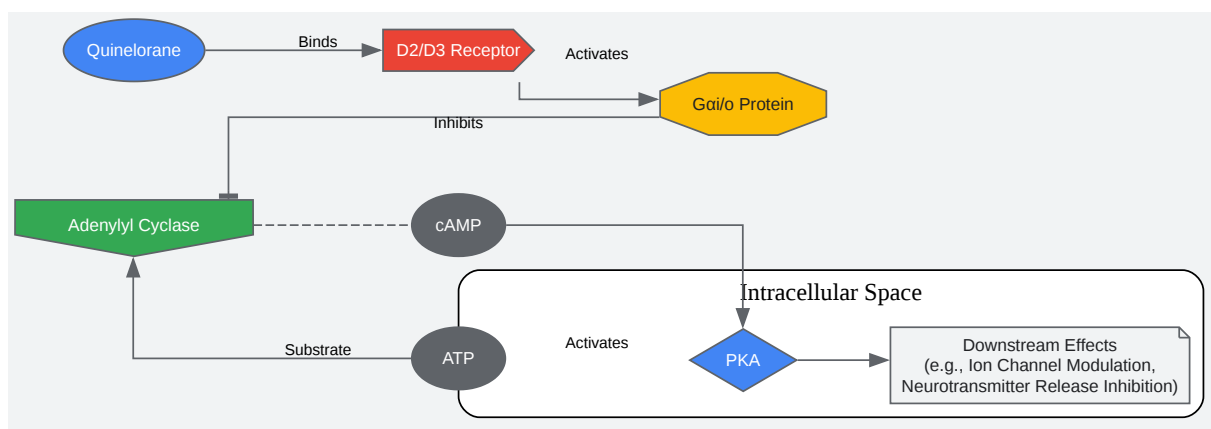 Quinelorane
Binds
D2/D3 Receptor
Activates
Gαi/o Protein
Inhibits
Adenylyl Cyclase
cAMP
Intracellular Space
Substrate
ATP
Activates
PKA
Downstream Effects
(e.g., Ion Channel Modulation,
Neurotransmitter Release Inhibition)